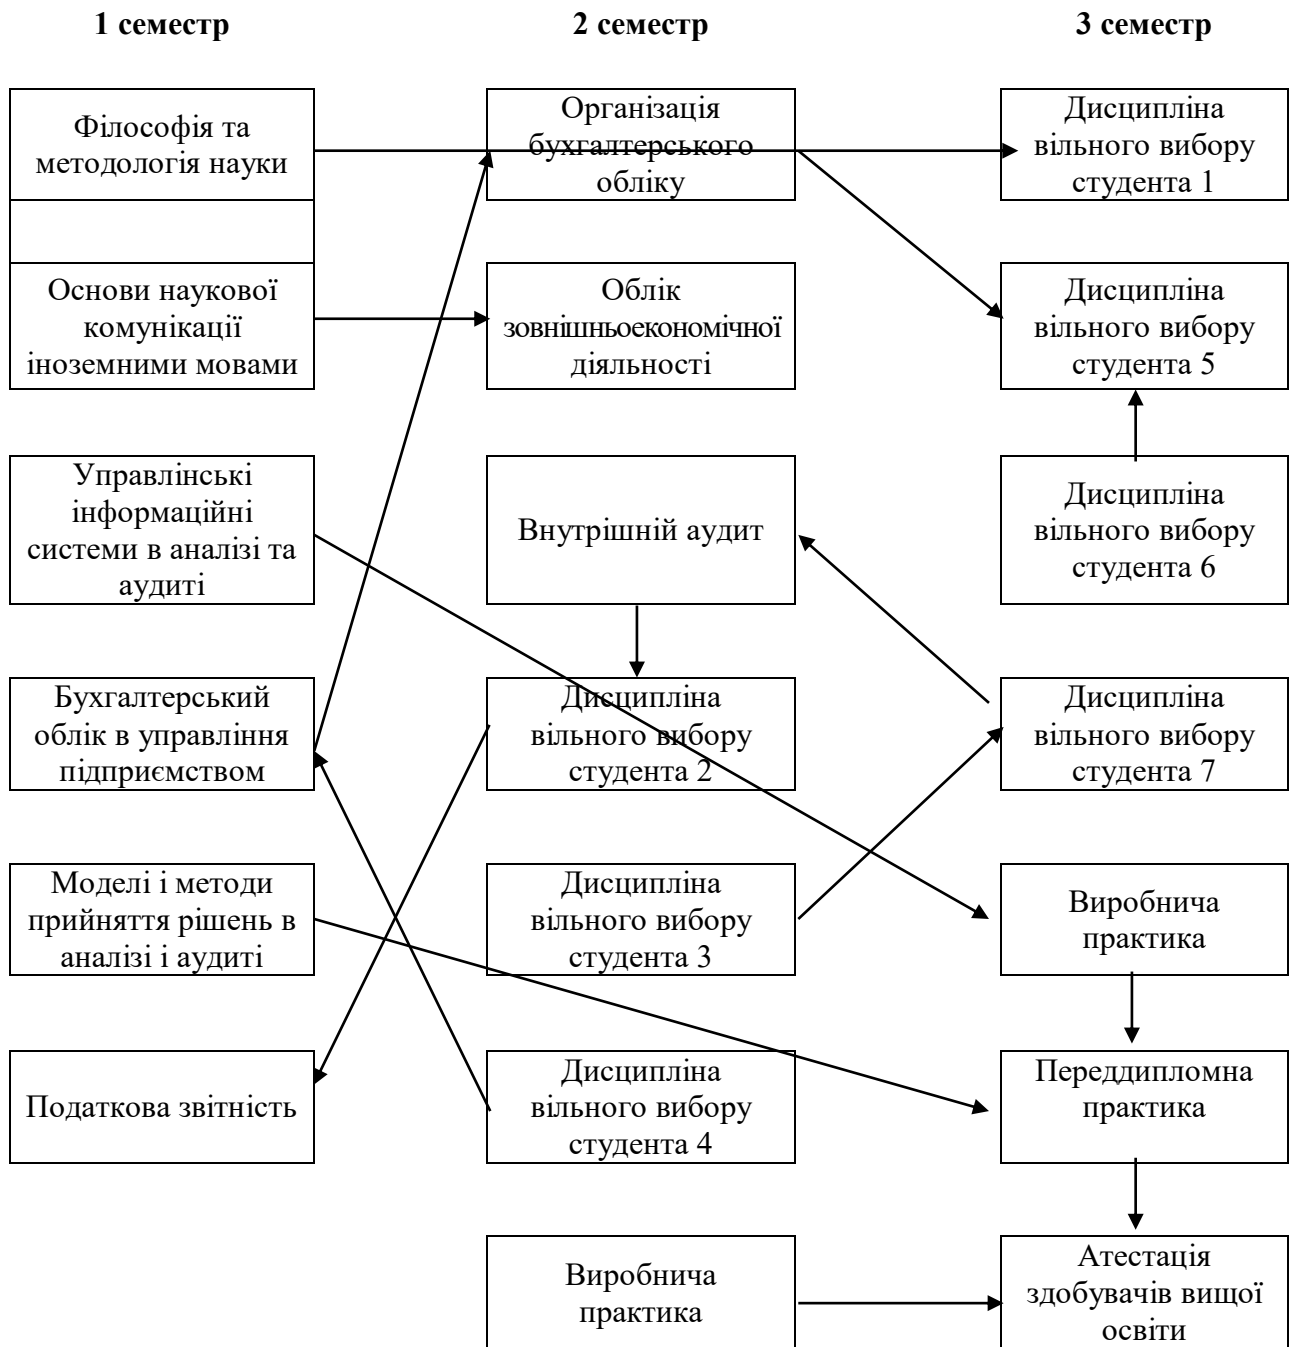 1 семестр
2 семестр
3 семестр
Філософія та
методологія науки
Організація
бухгалтерського
обліку
Дисципліна
вільного вибору
студента 1
Основи наукової
комунікації
іноземними мовами
Облік
зовнішньоекономічної
діяльності
Дисципліна
вільного вибору
студента 5
Управлінські
інформаційні
системи в аналізі та
аудиті
Внутрішній аудит
Дисципліна
вільного вибору
студента 6
Бухгалтерський
облік в управління
підприємством
Дисципліна
вільного вибору
студента 2
Дисципліна
вільного вибору
студента 7
Моделі і методи
прийняття рішень в
аналізі і аудиті
Дисципліна
вільного вибору
студента 3
Виробнича
практика
Податкова звітність
Дисципліна
вільного вибору
студента 4
Переддипломна
практика
Виробнича
практика
Атестація
здобувачів вищої
освіти